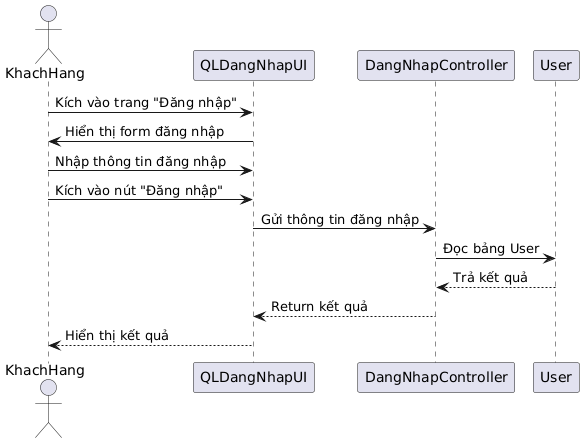 KhachHang
QLDangNhapUI
DangNhapController
User
Kích vào trang "Đăng nhập"
Hiển thị form đăng nhập
Nhập thông tin đăng nhập
Kích vào nút "Đăng nhập"
Gửi thông tin đăng nhập
Đọc bảng User
Trả kết quả
Return kết quả
Hiển thị kết quả
KhachHang
QLDangNhapUI
DangNhapController
User